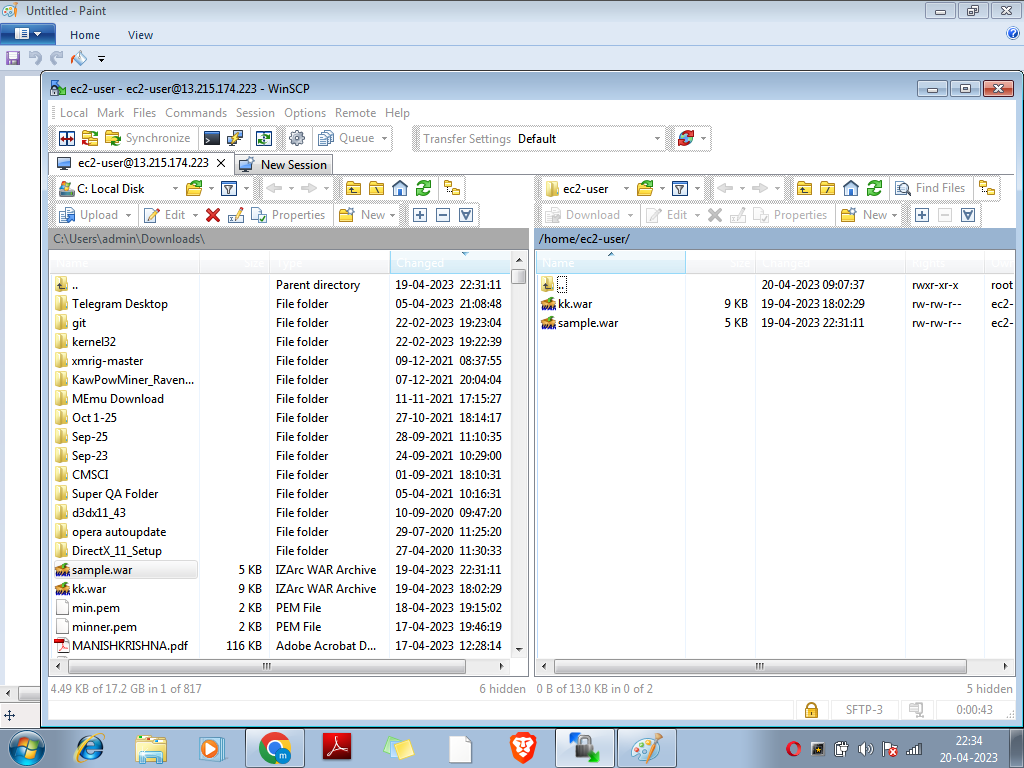 Untitled - Paint
Home View
ec2-user - ec2-user@13.215.174.223 - WinSCP
Local Mark Files Commands Session Options Remote Help
Synchronize Queue Transfer Settings Default
ec2-user@13.215.174.223 New Session
C: Local Disk ec2-user Find Files
Upload Edit Properties New Download Edit Properties New
C:\Users\admin\Downloads\ /home/ec2-user/
Type Changed Name
.. Parent directory 19-04-2023 22:31:11
Telegram Desktop File folder 05-04-2023 21:08:48
git File folder 22-02-2023 19:23:04
kernel32 File folder 22-02-2023 19:22:39
xmrig-master File folder 09-12-2021 08:37:55
KawPowMiner_Raven... File folder 07-12-2021 20:04:04
MEmu Download File folder 11-11-2021 17:15:27
Oct 1-25 File folder 27-10-2021 18:14:17
Sep-25 File folder 28-09-2021 11:10:35
Sep-23 File folder 24-09-2021 10:29:00
CMSCI File folder 01-09-2021 18:10:31
Super QA Folder File folder 05-04-2021 10:16:31
d3dx11_43 File folder 10-09-2020 09:47:20
opera autoupdate File folder 29-07-2020 11:25:20
DirectX_11_Setup File folder 27-04-2020 11:30:33
sample.war 5 KB IZArc WAR Archive 19-04-2023 22:31:11
kk.war 9 KB IZArc WAR Archive 19-04-2023 18:02:29
min.pem 2 KB PEM File 18-04-2023 19:15:02
minner.pem 2 KB PEM File 17-04-2023 19:46:19
MANISHKRISHNA.pdf 116 KB Adobe Acrobat D... 17-04-2023 12:28:14
.. 20-04-2023 09:07:37 rwxr-xr-x root
kk.war 9 KB 19-04-2023 18:02:29 rw-rw-r-- ec2-
sample.war 5 KB 19-04-2023 22:31:11 rw-rw-r-- ec2-
4.49 KB of 17.2 GB in 1 of 817 6 hidden 0 B of 13.0 KB in 0 of 2 5 hidden
SFTP-3 0:00:43
22:34
20-04-2023